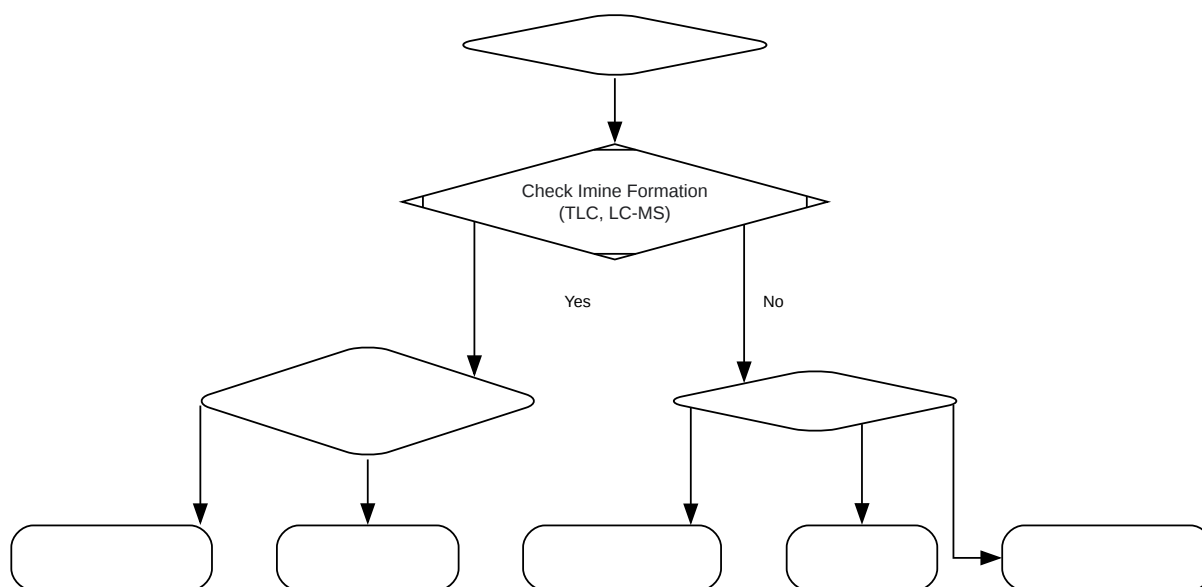 Check Imine Formation
(TLC, LC-MS)
Yes
No